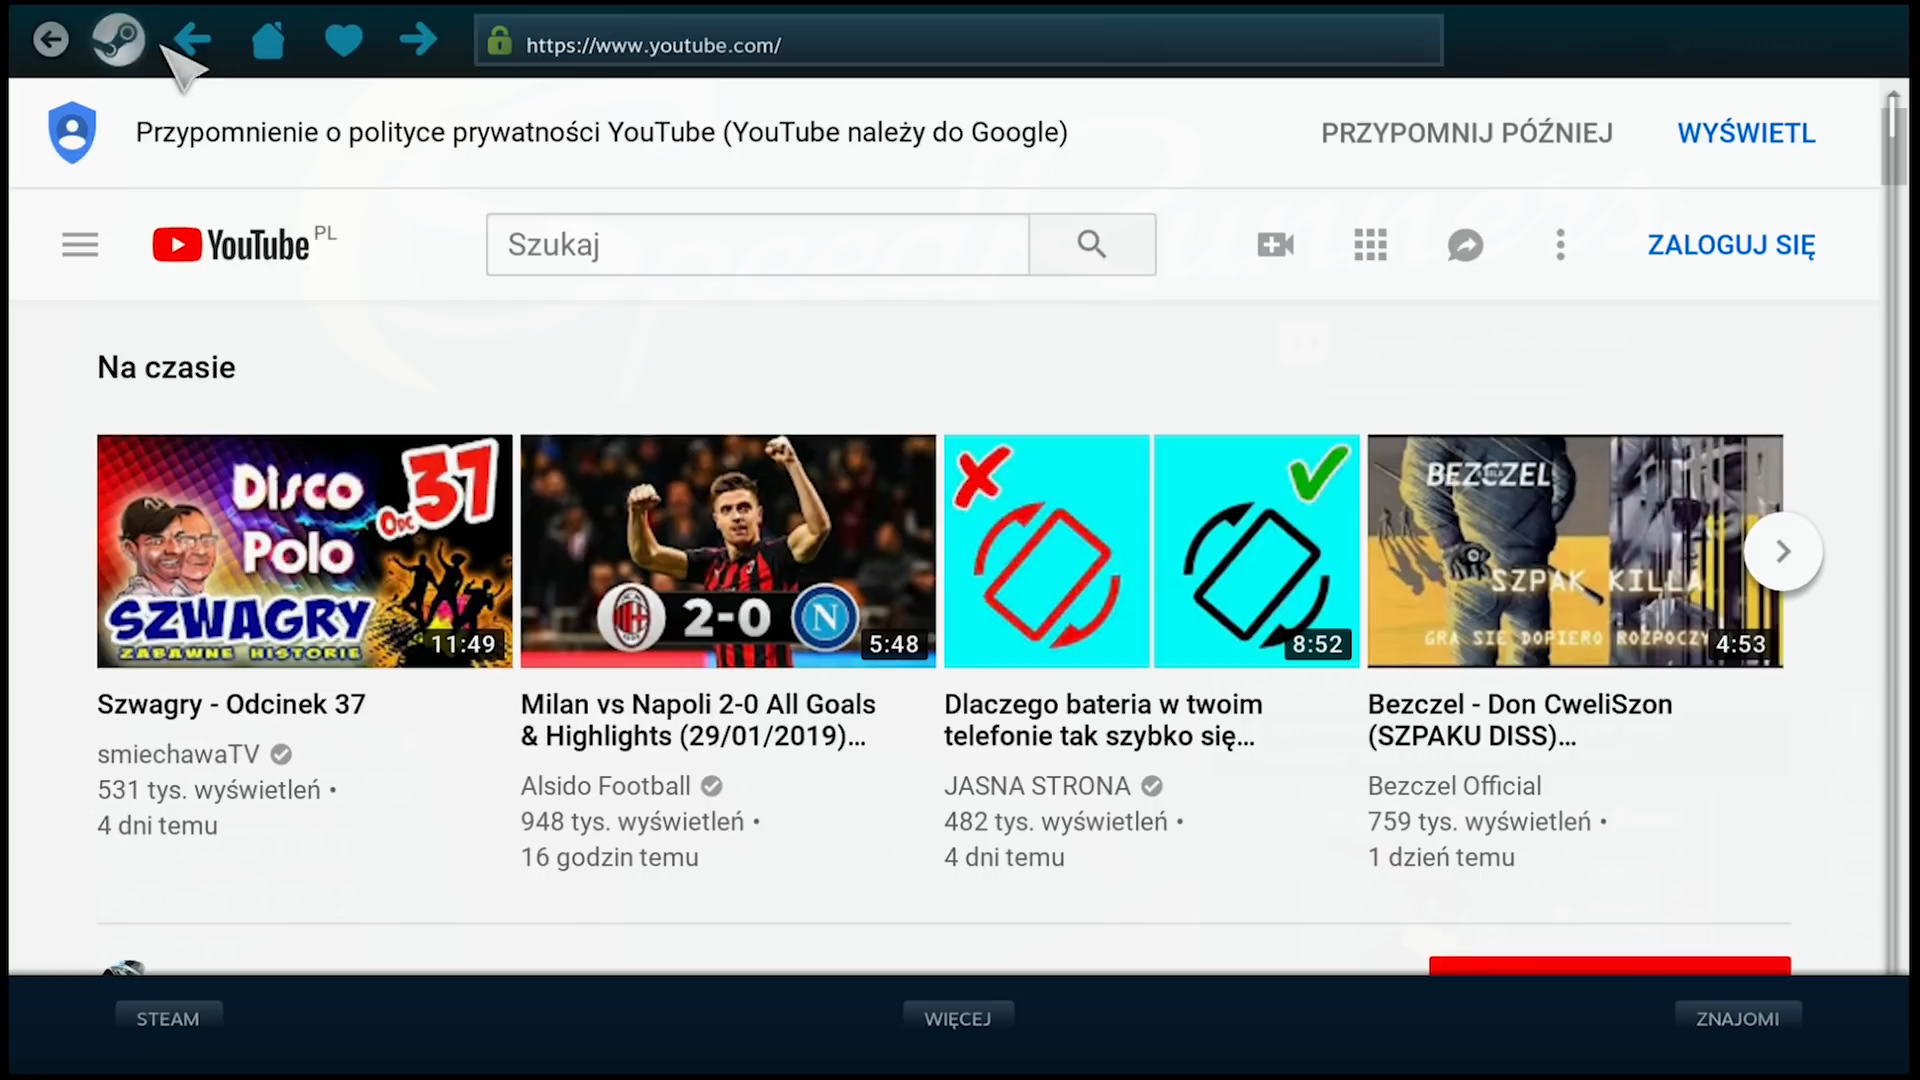 https://www.youtube.com/
Przypomnienie o polityce prywatności YouTube (YouTube należy do Google)
PRZYPOMNIJ PÓŹNIEJ
WYŚWIETL
YouTube PL
Szukaj
ZALOGUJ SIĘ
Na czasie
Disco
Polo
Odc 37
SZWAGRY
ZABAWNE HISTORIE
11:49
2-0
N
5:48
8:52
BEZCZEL
SZPAK KILLA
GRA SIĘ DOPIERO ROZPOCZY
4:53
Szwagry - Odcinek 37
smiechawaTV
531 tys. wyświetleń •
4 dni temu
Milan vs Napoli 2-0 All Goals
& Highlights (29/01/2019)...
Alsido Football
948 tys. wyświetleń •
16 godzin temu
Dlaczego bateria w twoim
telefonie tak szybko się...
JASNA STRONA
482 tys. wyświetleń •
4 dni temu
Bezczel - Don CweliSzon
(SZPAKU DISS)...
Bezczel Official
759 tys. wyświetleń •
1 dzień temu
STEAM
WIĘCEJ
ZNAJOMI